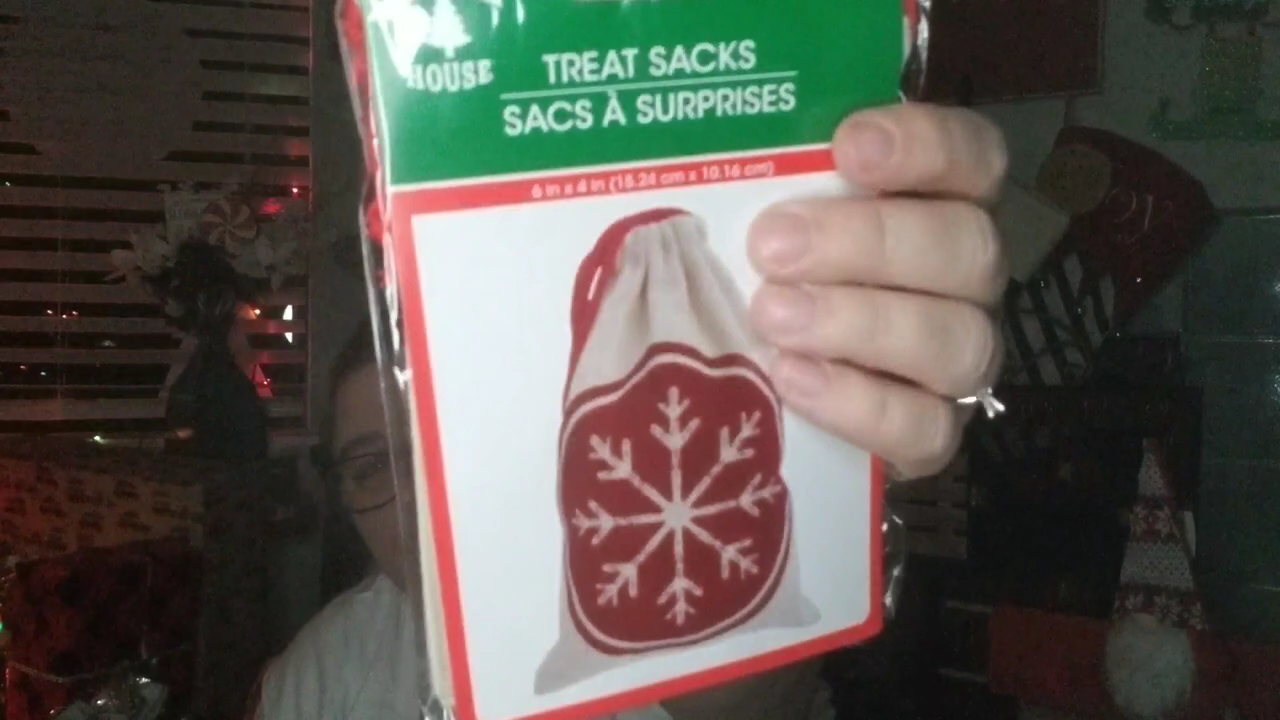 HOUSE
TREAT SACKS
SACS À SURPRISES
6 in x 4 in (15.24 cm x 10.16 cm)